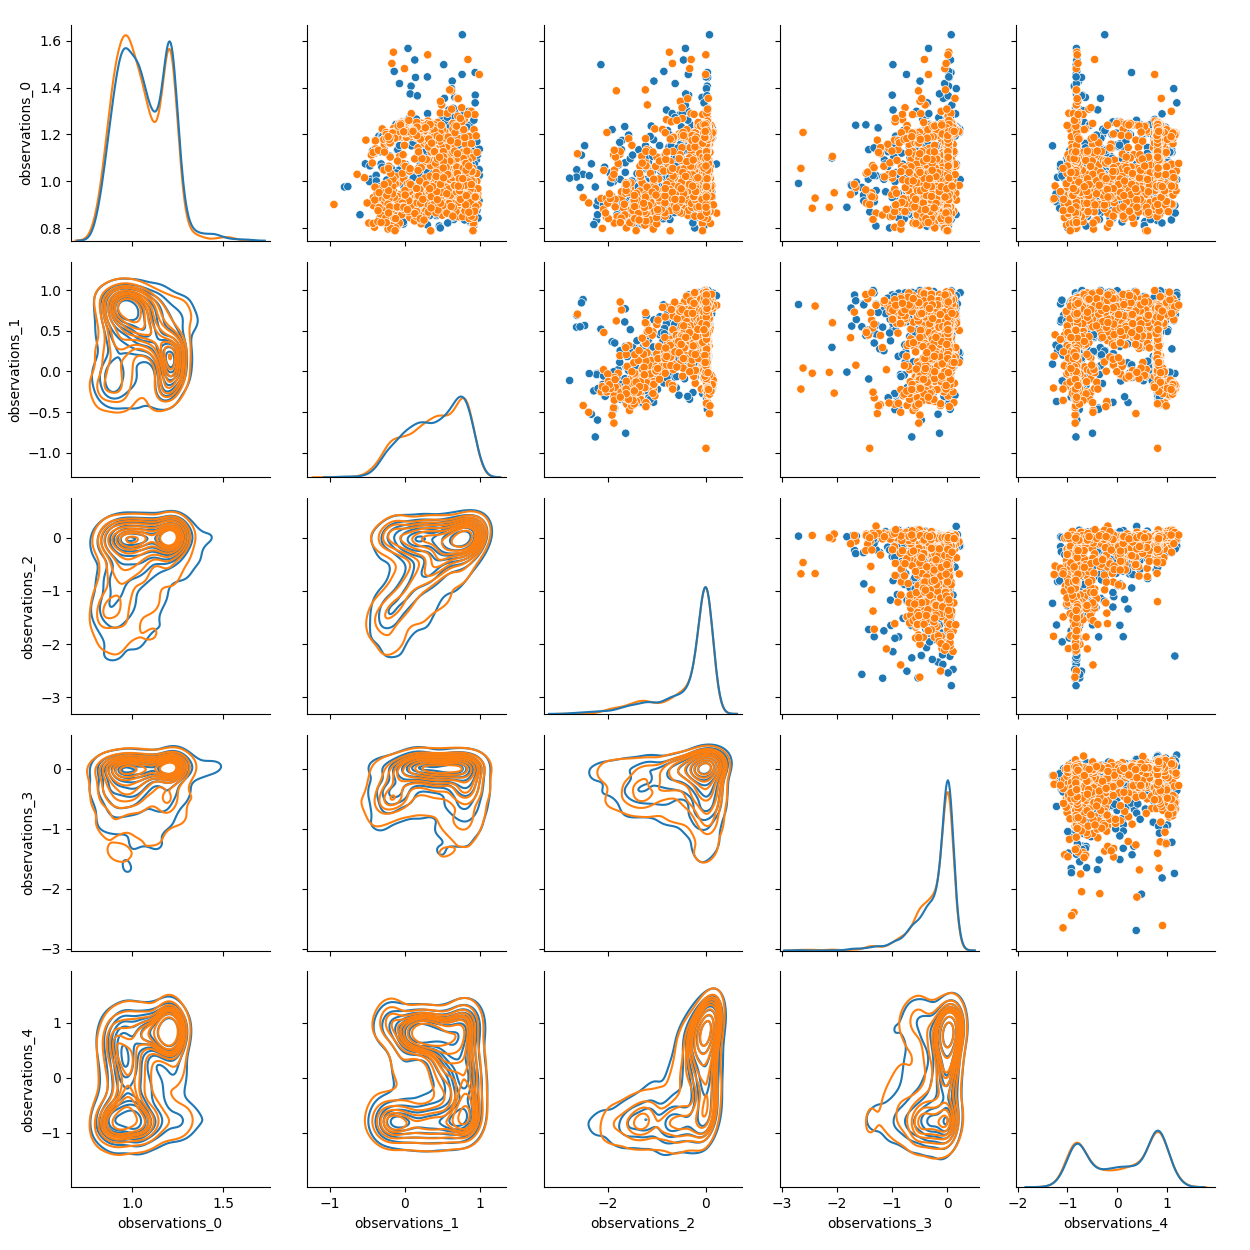 1.6
1.4
1.2
1.0
0.8
observations_0
1.0
0.5
0.0
−0.5
−1.0
observations_1
0
−1
−2
−3
observations_2
0
−1
−2
−3
observations_3
1
0
−1
observations_4
1.0 1.5
observations_0
−1 0 1
observations_1
−2 0
observations_2
−3 −2 −1 0
observations_3
−2 −1 0 1
observations_4